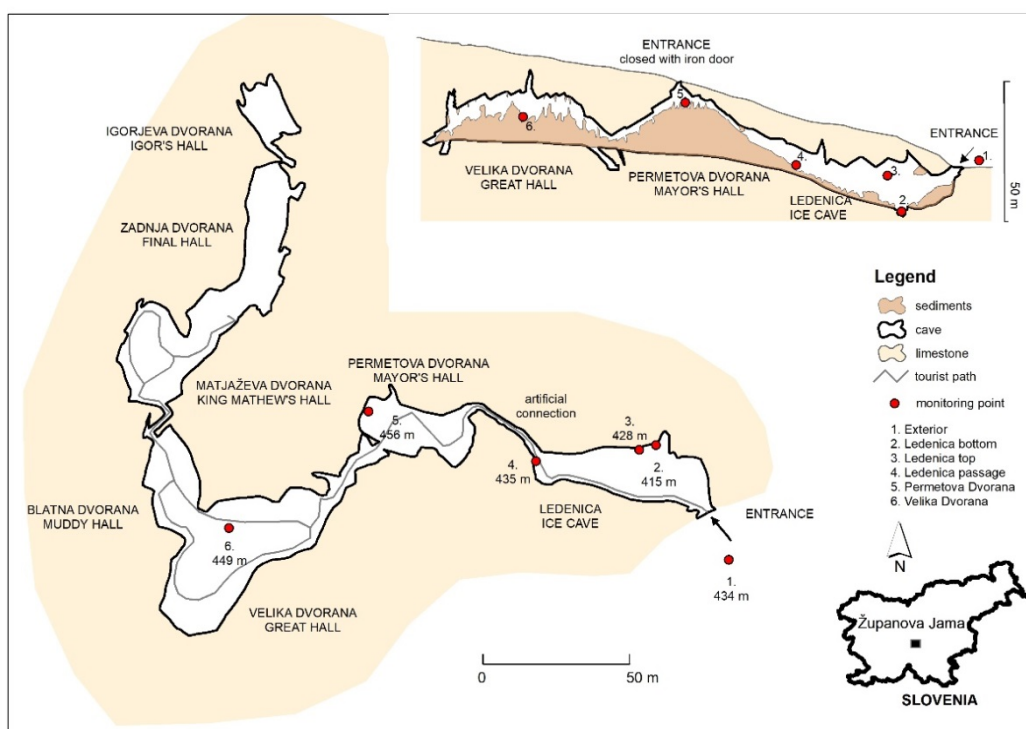 ENTRANCE
closed with iron door
5.
6.
ENTRANCE
1.
4.
3.
2.
VELIKA DVORANA
GREAT HALL
PERMETOVA DVORANA
MAYOR'S HALL
LEDENICA
ICE CAVE
50 m
IGORJEVA DVORANA
IGOR'S HALL
ZADNJA DVORANA
FINAL HALL
MATJAŽEVA DVORANA
KING MATHEW'S HALL
PERMETOVA DVORANA
MAYOR'S HALL
5.
456 m
artificial
connection
3.
428 m
4.
435 m
2.
415 m
LEDENICA
ICE CAVE
ENTRANCE
1.
434 m
BLATNA DVORANA
MUDDY HALL
6.
449 m
VELIKA DVORANA
GREAT HALL
0
50 m
Legend
sediments
cave
limestone
tourist path
monitoring point
1. Exterior
2. Ledenica bottom
3. Ledenica top
4. Ledenica passage
5. Permetova Dvorana
6. Velika Dvorana
N
Županova Jama
SLOVENIA